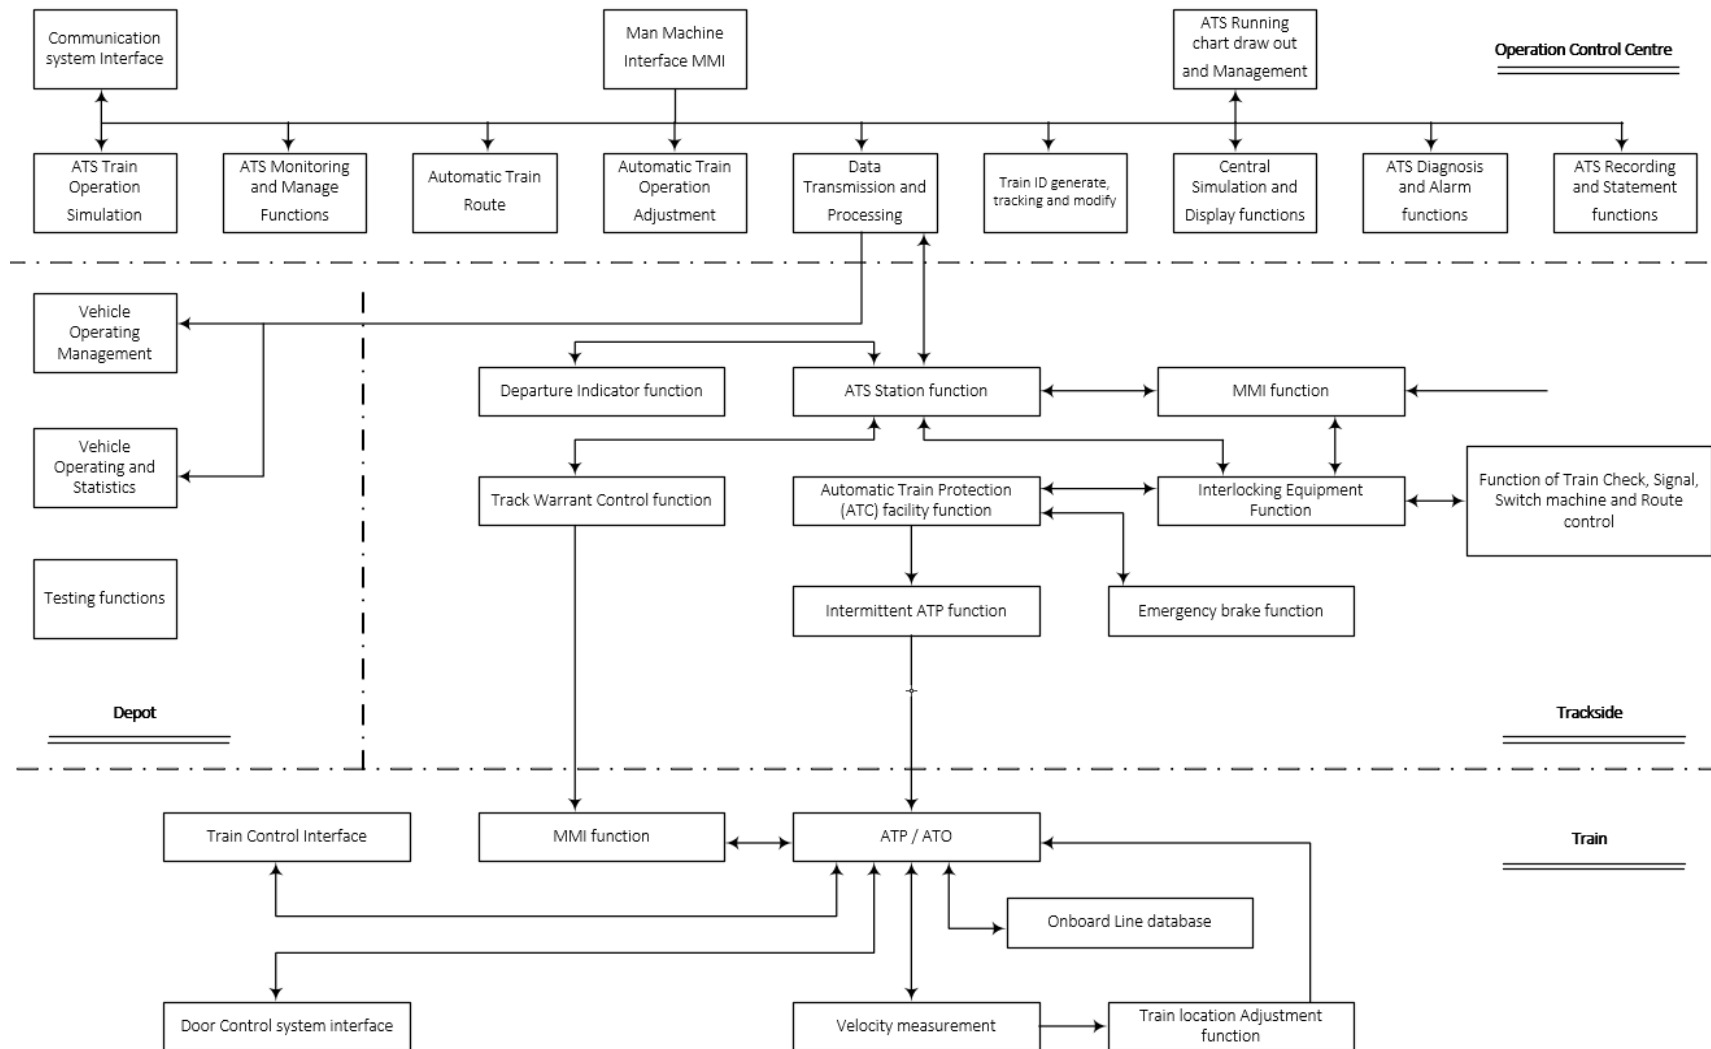 Communication
system Interface
Man Machine
Interface MMI
ATS Running
chart draw out
and Management
Operation Control Centre
ATS Train
Operation
Simulation
ATS Monitoring
and Manage
Functions
Automatic Train
Route
Automatic Train
Operation
Adjustment
Data
Transmission and
Processing
Train ID generate,
tracking and modify
Central
Simulation and
Display functions
ATS Diagnosis
and Alarm
functions
ATS Recording
and Statement
functions
Vehicle
Operating
Management
Departure Indicator function
ATS Station function
MMI function
Vehicle
Operating and
Statistics
Track Warrant Control function
Automatic Train Protection
(ATC) facility function
Interlocking Equipment
Function
Function of Train Check, Signal,
Switch machine and Route
control
Testing functions
Intermittent ATP function
Emergency brake function
Depot
Trackside
Train Control Interface
MMI function
ATP / ATO
Train
Onboard Line database
Door Control system interface
Velocity measurement
Train location Adjustment
function